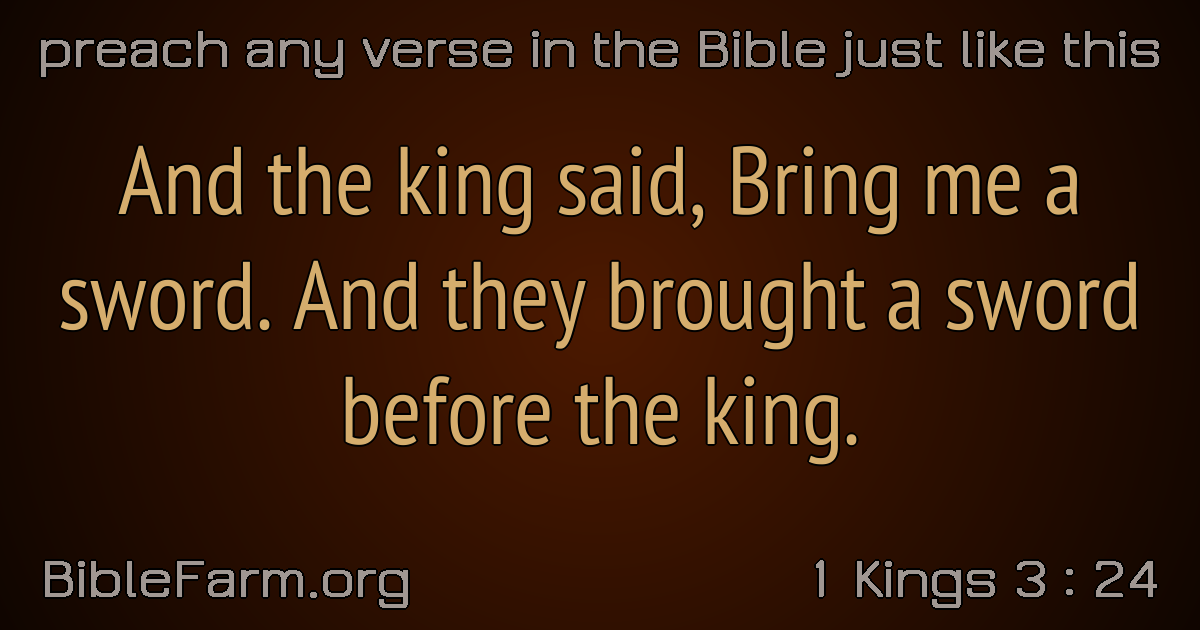 preach any verse in the Bible just like this
And the king said, Bring me a
sword. And they brought a sword
before the king.
BibleFarm.org
1 Kings 3 : 24